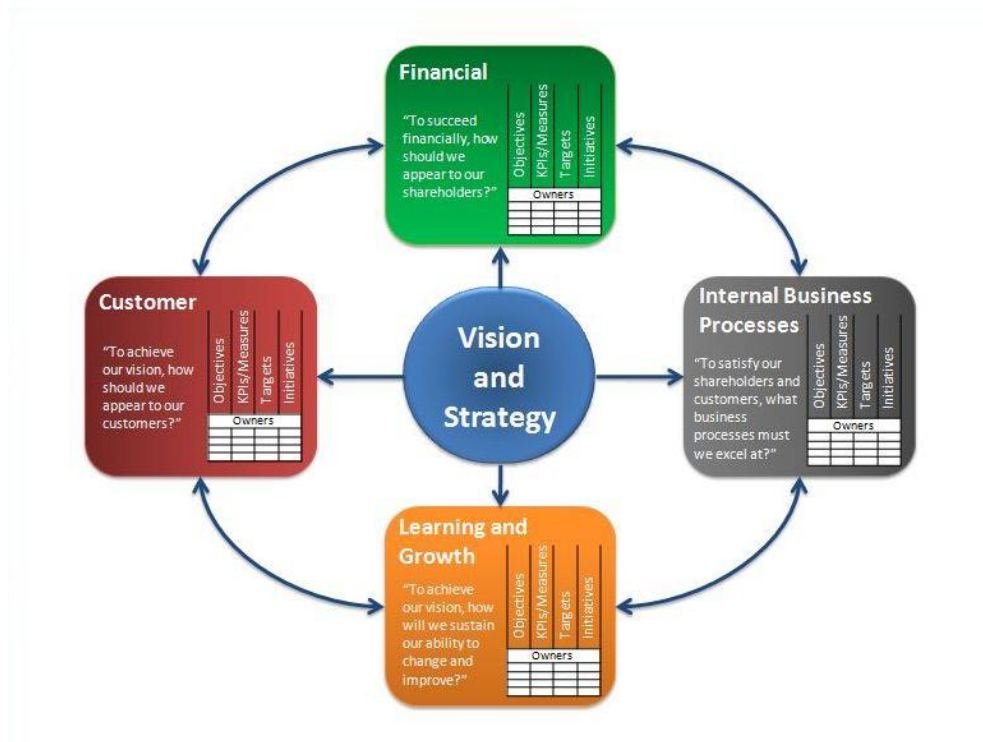 Financial
“To succeed
financially, how
should we
appear to our
shareholders?”
Objectives
KPIs/Measures
Targets
Initiatives
Owners
Customer
“To achieve
our vision, how
should we
appear to our
customers?”
Objectives
KPIs/Measures
Targets
Initiatives
Owners
Vision
and
Strategy
Internal Business
Processes
“To satisfy our
shareholders and
customers, what
business
processes must
we excel at?”
Objectives
KPIs/Measures
Targets
Initiatives
Owners
Learning and
Growth
“To achieve
our vision, how
will we sustain
our ability to
change and
improve?”
Objectives
KPIs/Measures
Targets
Initiatives
Owners